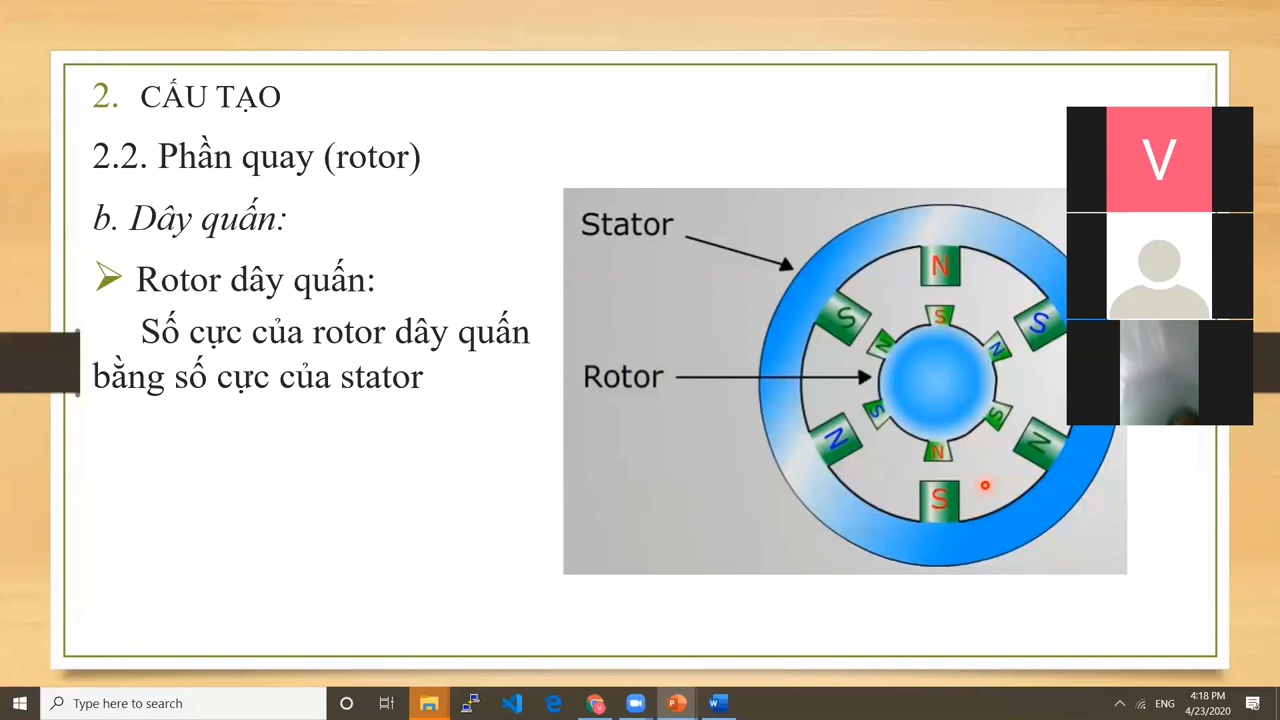 2. CẤU TẠO
2.2. Phần quay (rotor)
b. Dây quấn:
Rotor dây quấn:
Số cực của rotor dây quấn
bằng số cực của stator
Stator
Rotor
N
S
S
S
N
N
S
S
N
N
N
S
V
Type here to search
ENG
4:18 PM
4/23/2020